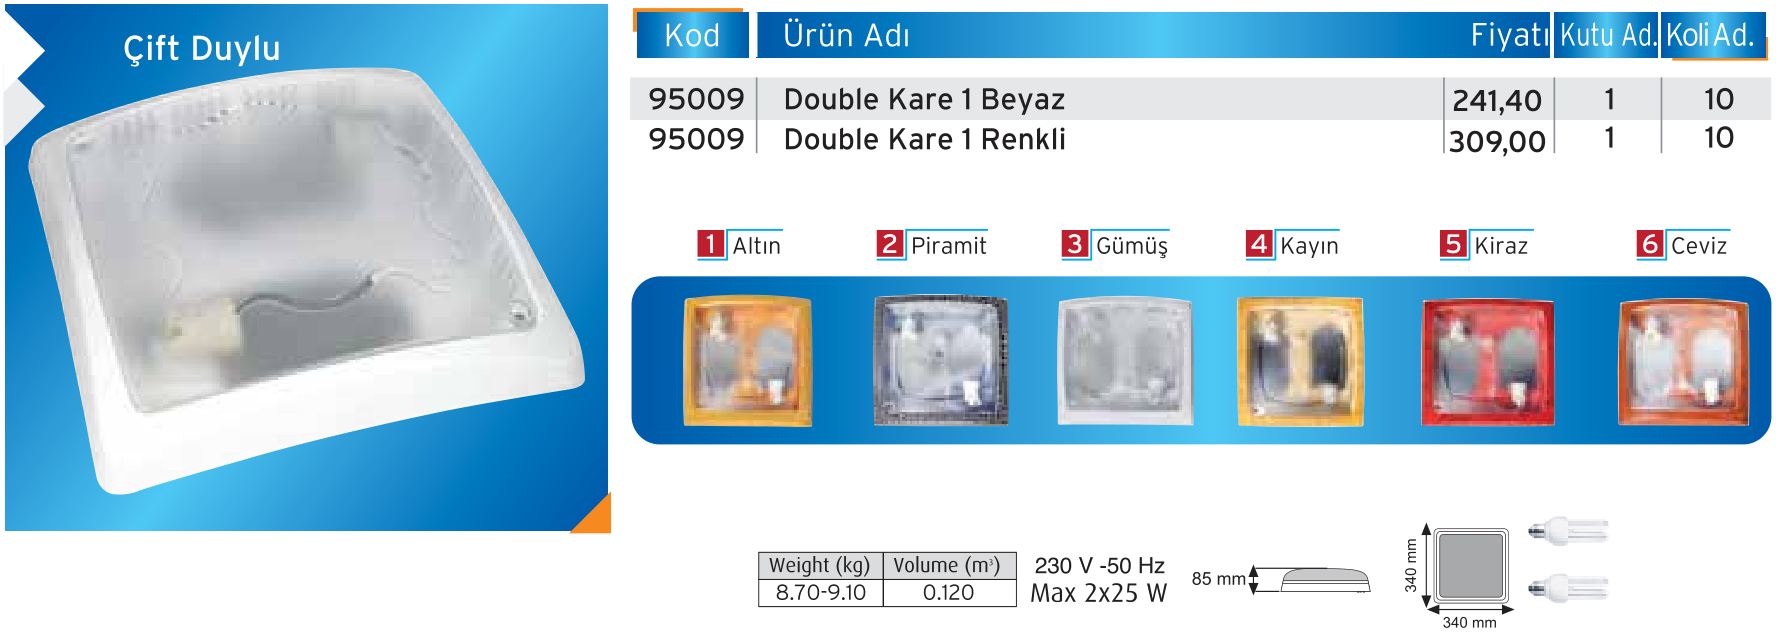 Çift Duylu
Kod Ürün Adı Fiyatı Kutu Ad. Koli Ad.
95009 Double Kare 1 Beyaz 241,40 1 10
95009 Double Kare 1 Renkli 309,00 1 10
1 Altın 2 Piramit 3 Gümüş 4 Kayın 5 Kiraz 6 Ceviz
Weight (kg) Volume (m³)
8.70-9.10 0.120
230 V -50 Hz
Max 2x25 W
85 mm
340 mm
340 mm